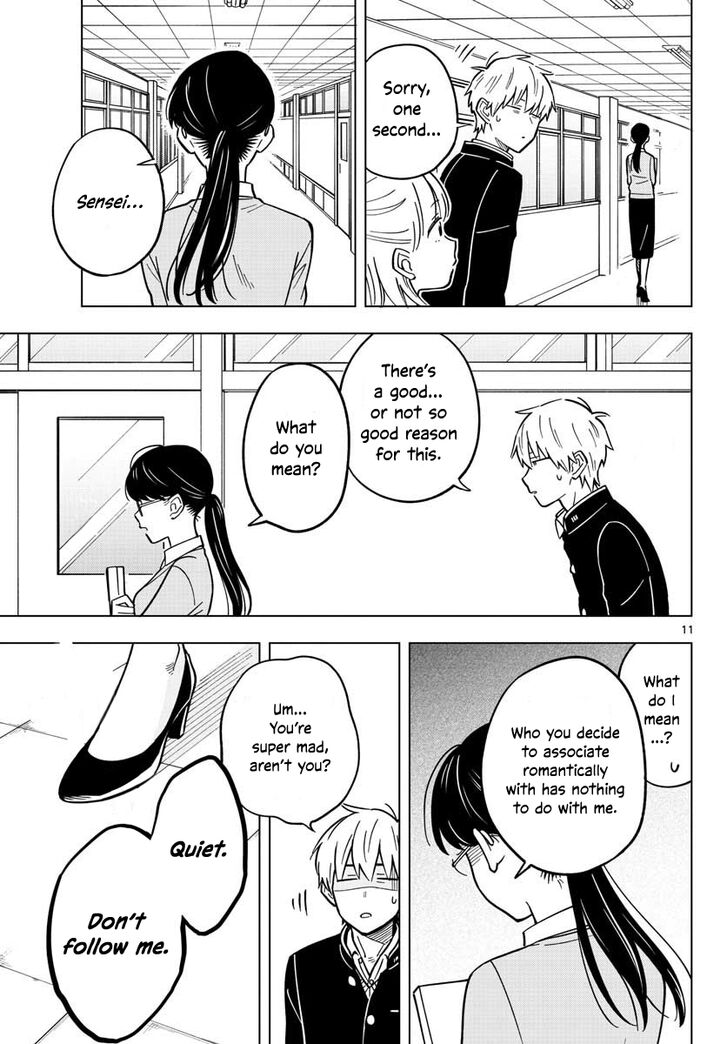 Sorry,
one
second...
Sensei...
There's
a good...
or not so
good reason
for this.
What
do you
mean?
11
What
do I
mean
...?
Who you decide
to associate
romantically
with has nothing
to do with me.
Um...
You're
super mad,
aren't you?
Quiet.
Don't
follow me.